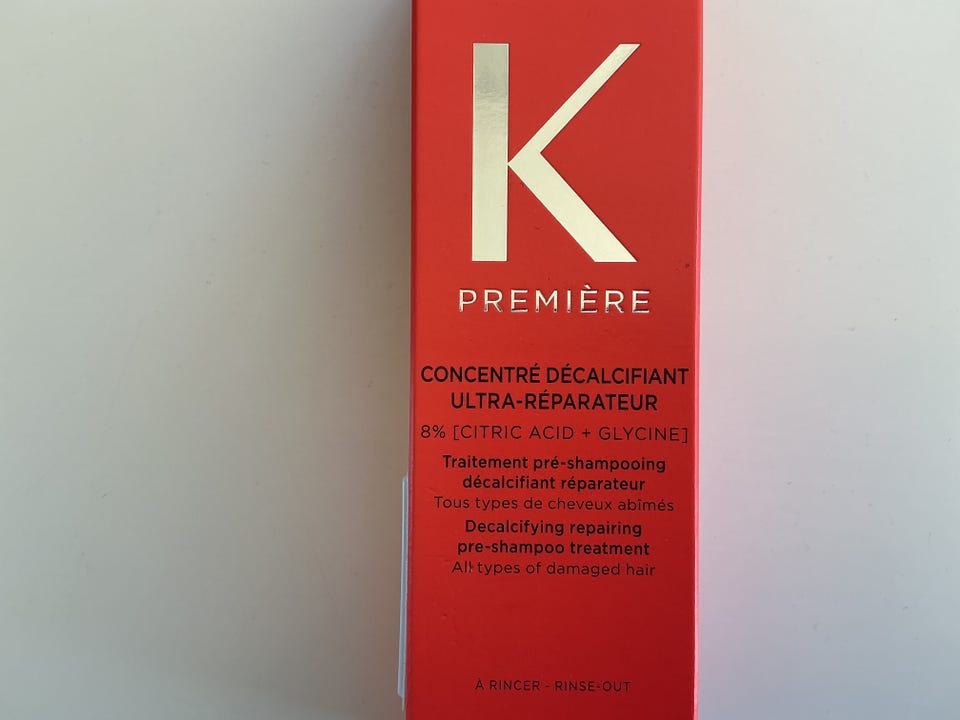 K
PREMIÈRE
CONCENTRÉ DÉCALCIFIANT
ULTRA-RÉPARATEUR
8% [CITRIC ACID + GLYCINE]
Traitement pré-shampooing
décalcifiant réparateur
Tous types de cheveux abîmés
Decalcifying repairing
pre-shampoo treatment
All types of damaged hair
À RINCER - RINSE-OUT